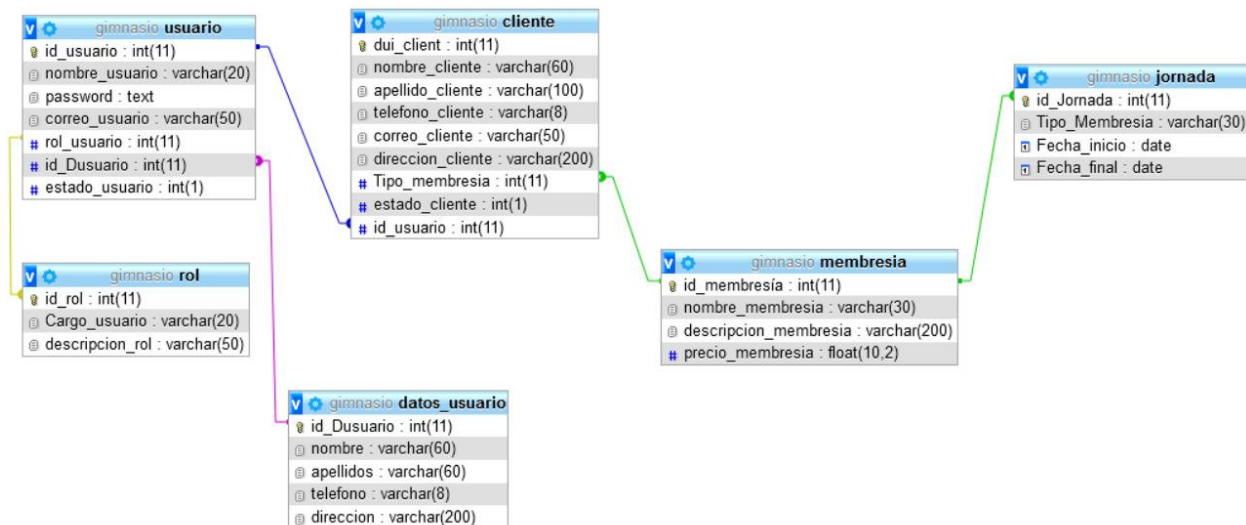 gimnasio usuario
id_usuario : int(11)
nombre_usuario : varchar(20)
password : text
correo_usuario : varchar(50)
rol_usuario : int(11)
id_Dusuario : int(11)
estado_usuario : int(1)
gimnasio cliente
dui_client : int(11)
nombre_cliente : varchar(60)
apellido_cliente : varchar(100)
telefono_cliente : varchar(8)
correo_cliente : varchar(50)
direccion_cliente : varchar(200)
Tipo_membresia : int(11)
estado_cliente : int(1)
id_usuario : int(11)
gimnasio jornada
id_Jornada : int(11)
Tipo_Membresia : varchar(30)
Fecha_inicio : date
Fecha_final : date
gimnasio rol
id_rol : int(11)
Cargo_usuario : varchar(20)
descripcion_rol : varchar(50)
gimnasio membresia
id_membresía : int(11)
nombre_membresia : varchar(30)
descripcion_membresia : varchar(200)
precio_membresia : float(10,2)
gimnasio datos_usuario
id_Dusuario : int(11)
nombre : varchar(60)
apellidos : varchar(60)
telefono : varchar(8)
direccion : varchar(200)